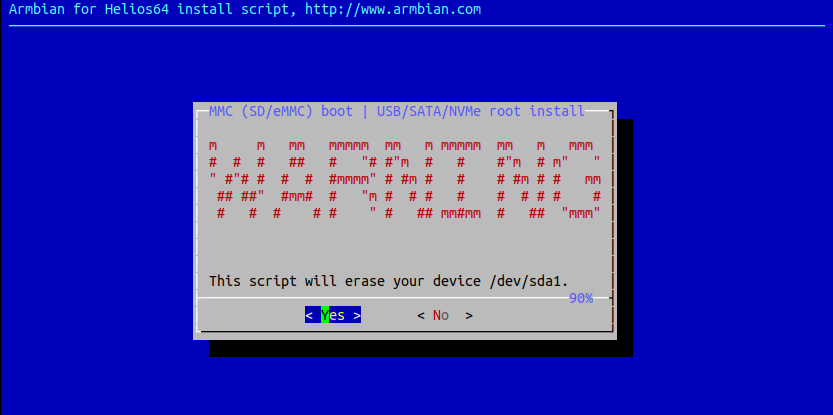 Armbian for Helios64 install script, http://www.armbian.com
MMC (SD/eMMC) boot | USB/SATA/NVMe root install
WARNING
This script will erase your device /dev/sda1.
90%
< Yes > < No >